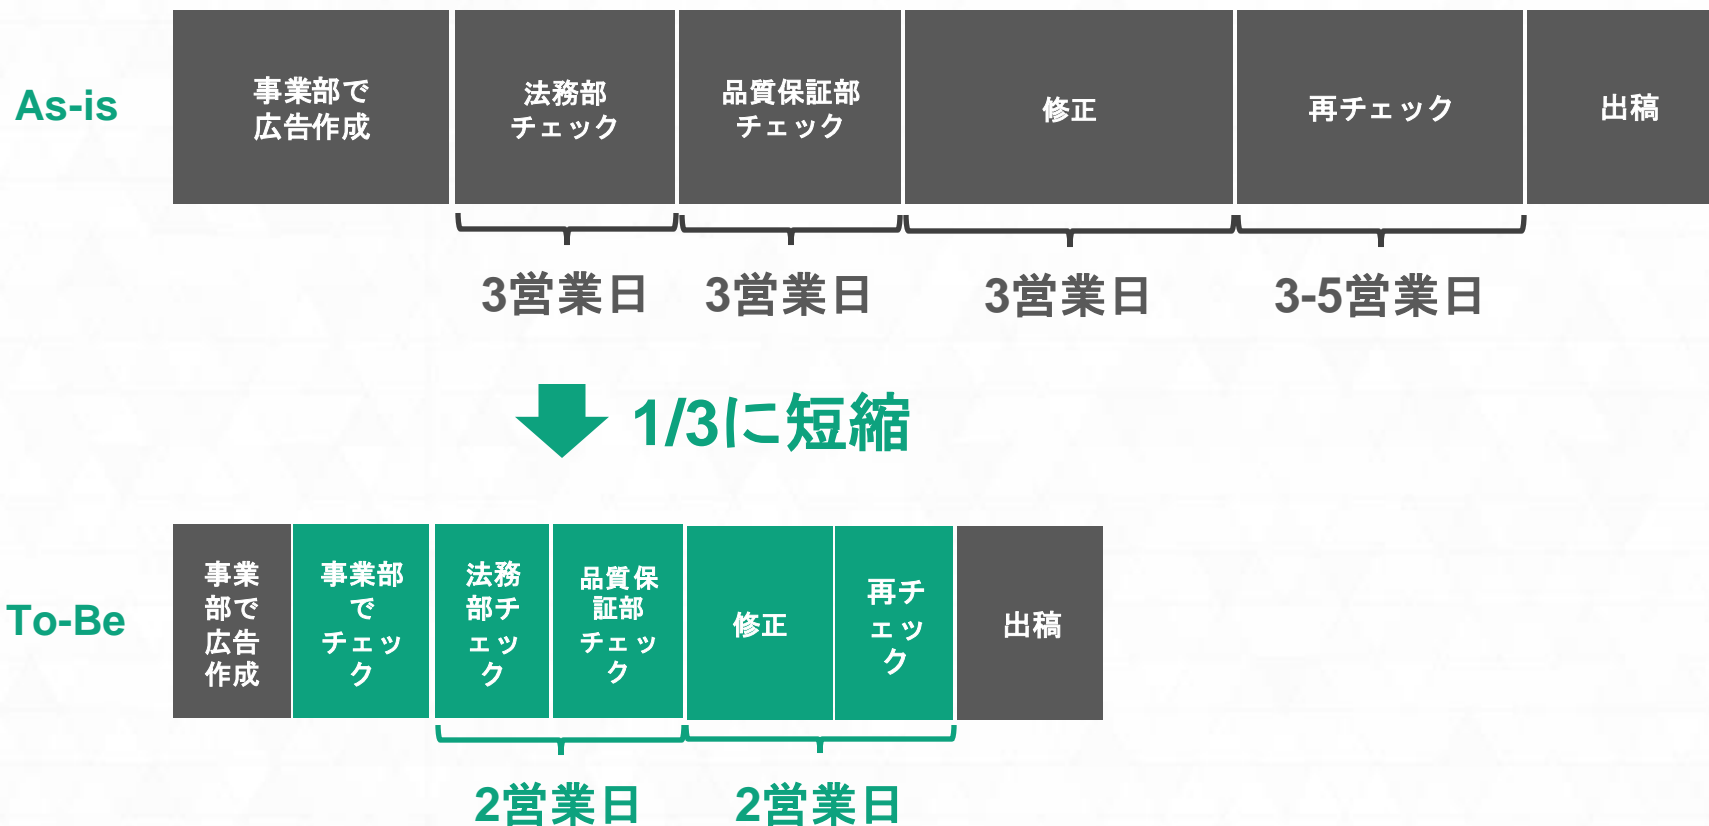 As-is
事業部で
広告作成
法務部
チェック
品質保証部
チェック
修正
再チェック
出稿
3営業日
3営業日
3営業日
3-5営業日
1/3に短縮
To-Be
事業
部で
広告
作成
事業部
で
チェッ
ク
法務
部チ
ェッ
ク
品質保
証部
チェッ
ク
修正
再チ
ェッ
ク
出稿
2営業日
2営業日